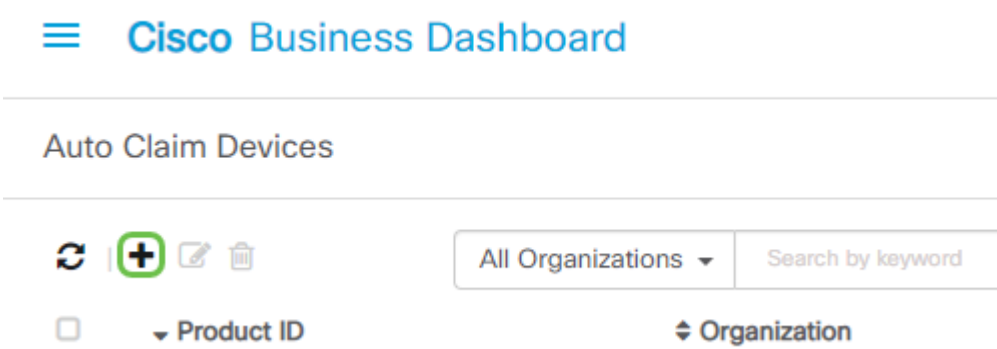 Cisco Business Dashboard
Auto Claim Devices
All Organizations Search by keyword
Product ID Organization